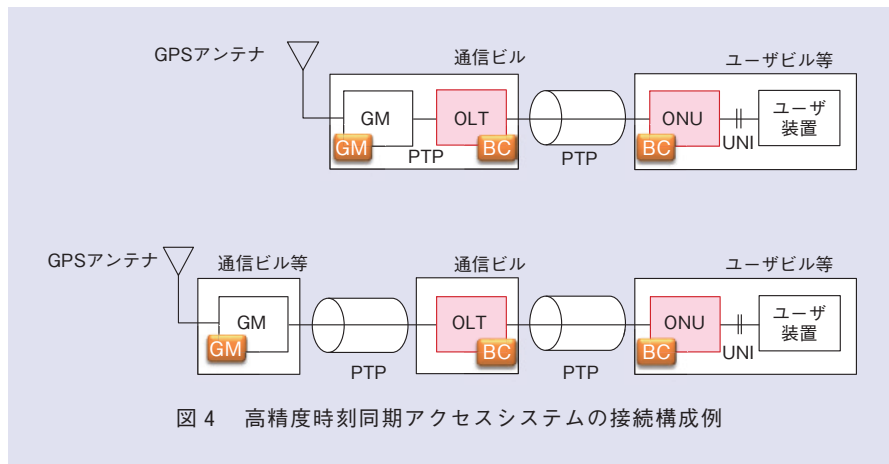 GPSアンテナ
通信ビル
ユーザビル等
GM
OLT
ONU
ユーザ
装置
GM
PTP
BC
PTP
BC
UNI
GPSアンテナ
通信ビル等
通信ビル
ユーザビル等
GM
OLT
ONU
ユーザ
装置
GM
BC
BC
UNI
PTP
PTP
図4 高精度時刻同期アクセスシステムの接続構成例